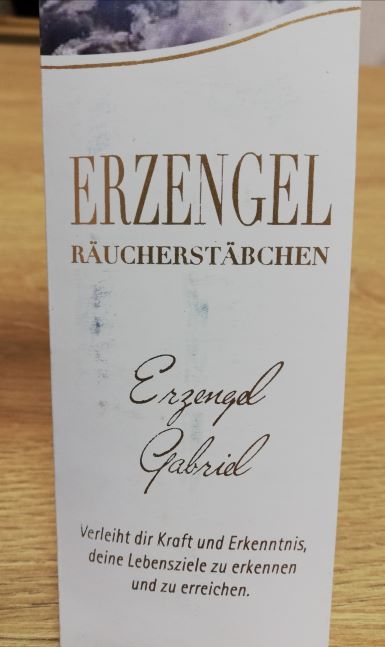 ERZENGEL
RÄUCHERSTÄBCHEN
Erzengel
Gabriel
Verleiht dir Kraft und Erkenntnis,
deine Lebensziele zu erkennen
und zu erreichen.